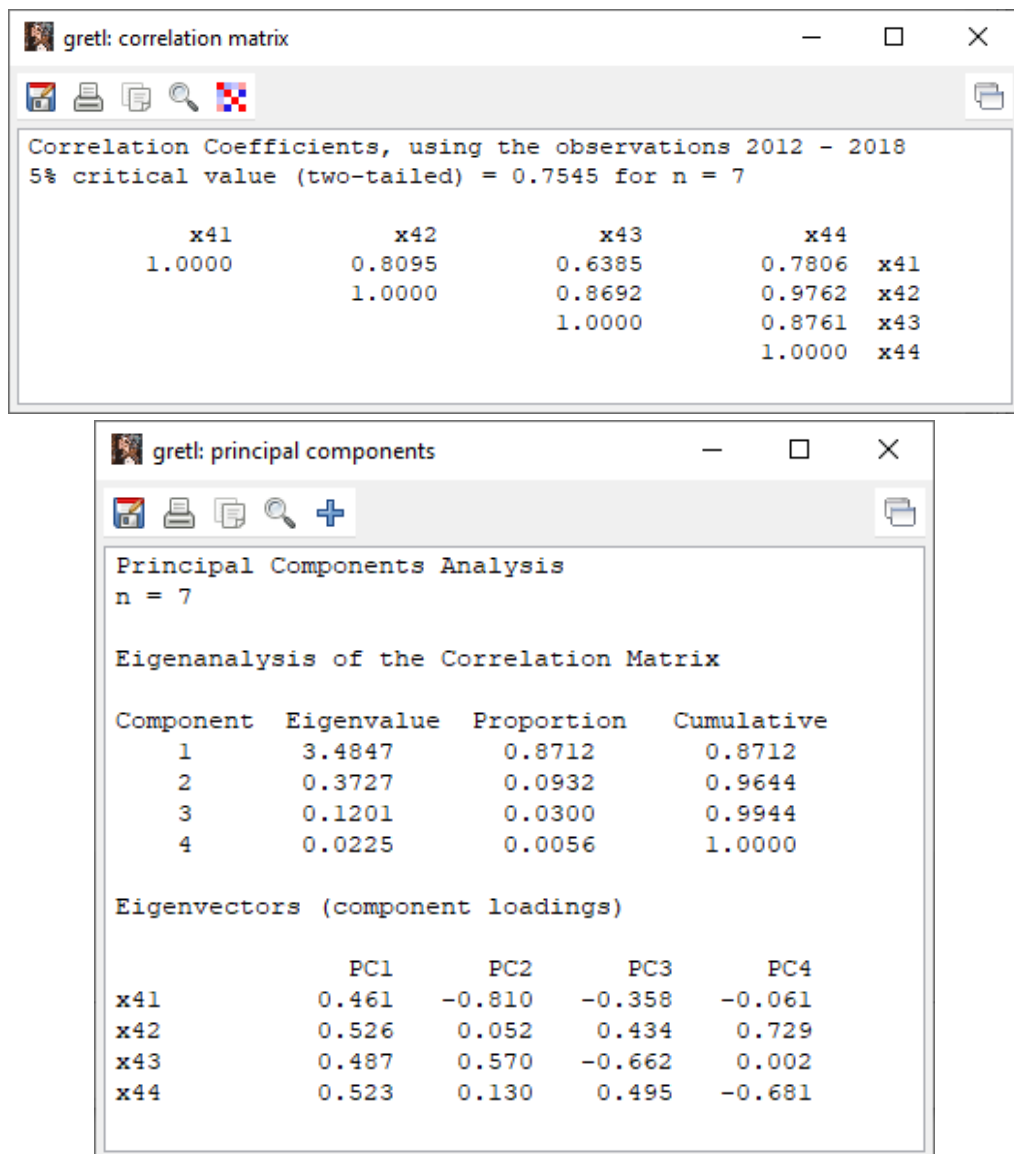 gretl: correlation matrix
Correlation Coefficients, using the observations 2012 - 2018
5% critical value (two-tailed) = 0.7545 for n = 7
x41 x42 x43 x44
1.0000 0.8095 0.6385 0.7806 x41
1.0000 0.8692 0.9762 x42
1.0000 0.8761 x43
1.0000 x44
gretl: principal components
Principal Components Analysis
n = 7
Eigenanalysis of the Correlation Matrix
Component Eigenvalue Proportion Cumulative
1 3.4847 0.8712 0.8712
2 0.3727 0.0932 0.9644
3 0.1201 0.0300 0.9944
4 0.0225 0.0056 1.0000
Eigenvectors (component loadings)
PC1 PC2 PC3 PC4
x41 0.461 -0.810 -0.358 -0.061
x42 0.526 0.052 0.434 0.729
x43 0.487 0.570 -0.662 0.002
x44 0.523 0.130 0.495 -0.681